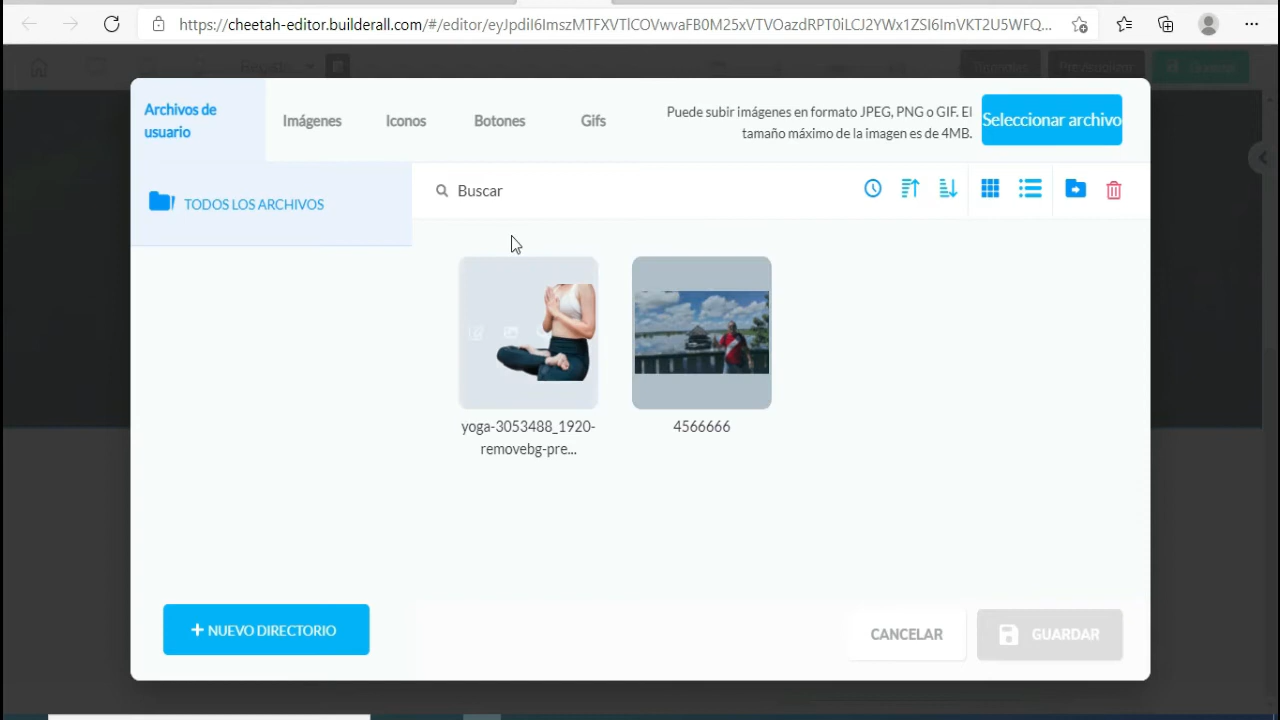 https://cheetah-editor.builderall.com/#/editor/eyJpdiI6ImszMTFXVTlCOVwvaFB0M25xVTVOazdRPT0iLCJ2YWx1ZSI6ImVKT2U5WFQ...
Archivos de
usuario
Imágenes
Iconos
Botones
Gifs
Puede subir imágenes en formato JPEG, PNG o GIF. El
tamaño máximo de la imagen es de 4MB.
Seleccionar archivo
TODOS LOS ARCHIVOS
Buscar
yoga-3053488_1920-
removebg-pre...
4566666
+ NUEVO DIRECTORIO
CANCELAR
GUARDAR